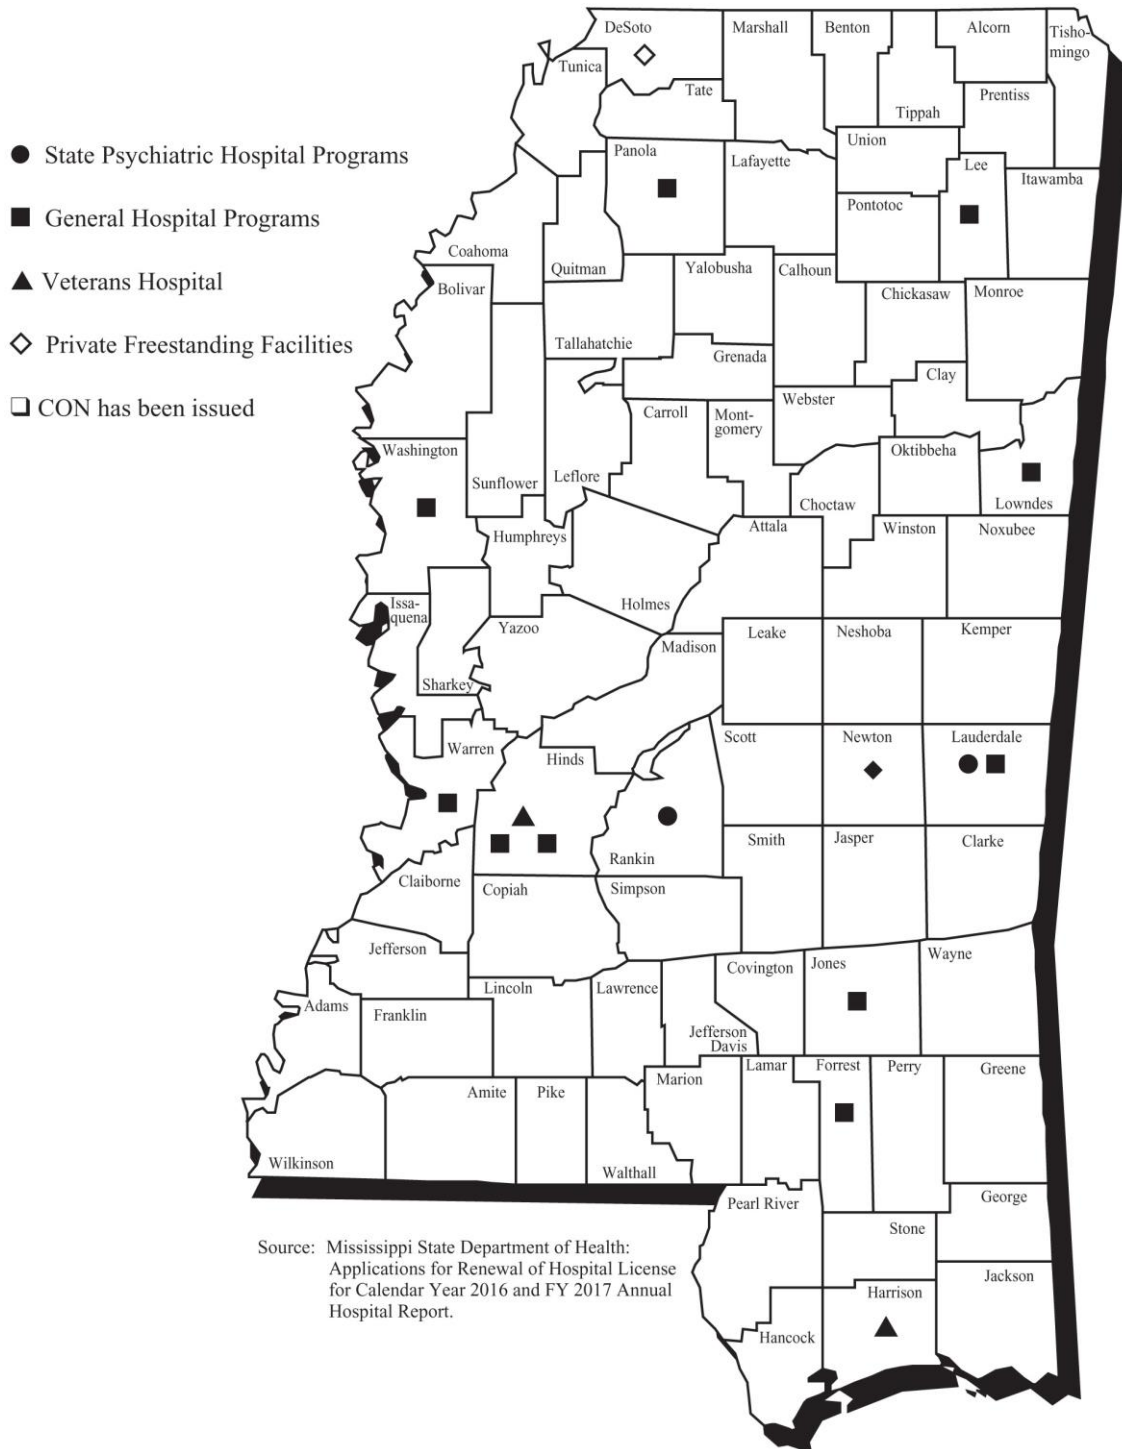 State Psychiatric Hospital Programs
General Hospital Programs
Veterans Hospital
Private Freestanding Facilities
CON has been issued
DeSoto
Marshall
Benton
Alcorn
Tisho-
mingo
Tunica
Tate
Tippah
Prentiss
Panola
Lafayette
Union
Lee
Itawamba
Pontotoc
Coahoma
Quitman
Yalobusha
Calhoun
Bolivar
Chickasaw
Monroe
Tallahatchie
Grenada
Clay
Carroll
Mont-
gomery
Webster
Washington
Oktibbeha
Sunflower
Leflore
Choctaw
Lowndes
Humphreys
Attala
Winston
Noxubee
Issa-
quena
Holmes
Yazoo
Leake
Neshoba
Kemper
Madison
Sharkey
Warren
Hinds
Scott
Newton
Lauderdale
Rankin
Smith
Jasper
Clarke
Claiborne
Copiah
Simpson
Jefferson
Covington
Jones
Wayne
Adams
Lincoln
Lawrence
Franklin
Jefferson
Davis
Marion
Lamar
Forrest
Perry
Greene
Amite
Pike
Wilkinson
Walthall
Pearl River
George
Stone
Source: Mississippi State Department of Health:
Applications for Renewal of Hospital License
for Calendar Year 2016 and FY 2017 Annual
Hospital Report.
Jackson
Harrison
Hancock